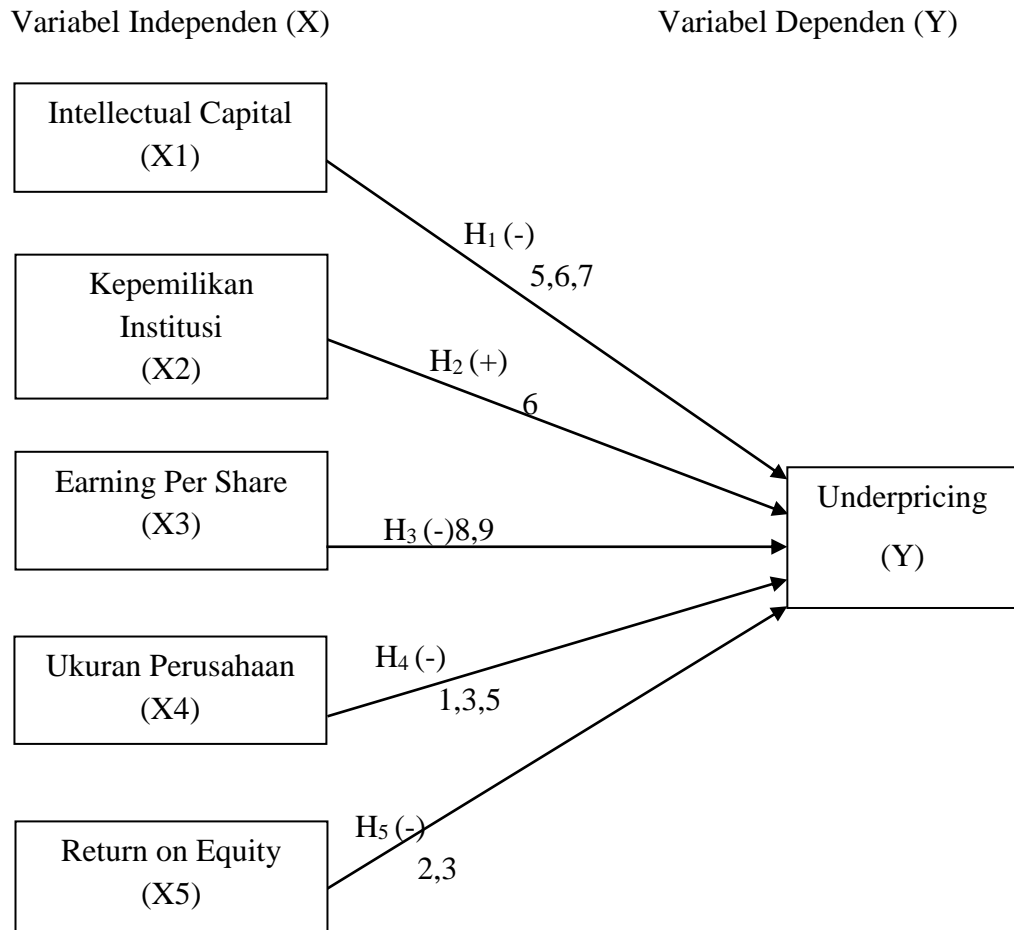 Variabel Independen (X)
Variabel Dependen (Y)
Intellectual Capital
(X1)
H₁ (-)
5,6,7
Kepemilikan
Institusi
(X2)
H₂ (+)
6
Earning Per Share
(X3)
H₃ (-)8,9
Underpricing
(Y)
Ukuran Perusahaan
(X4)
H₄ (-)
1,3,5
Return on Equity
(X5)
H₅ (-)
2,3